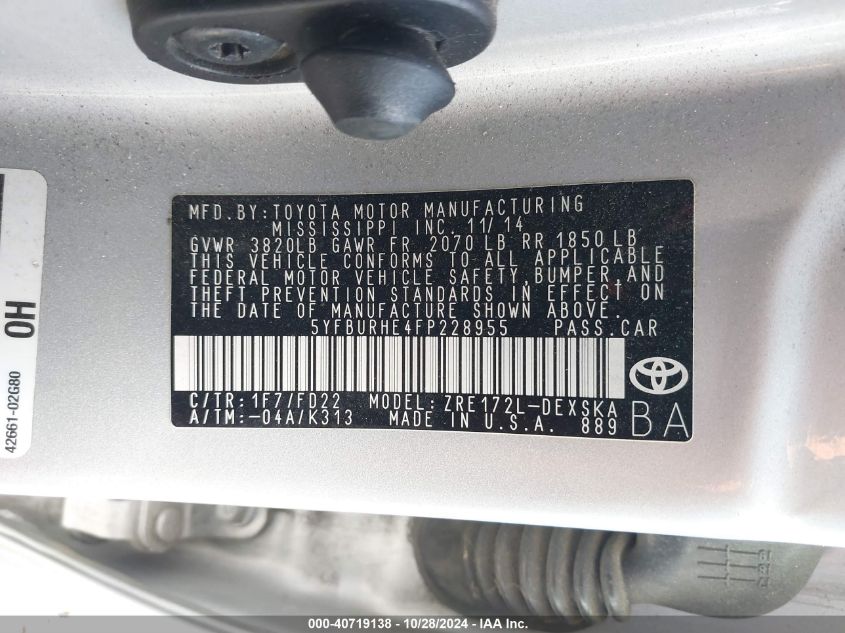 MFD.BY:TOYOTA MOTOR MANUFACTURING
MISSISSIPPI INC. 11/14
GVWR 3820LB GAWR FR 2070 LB RR 1850 LB
THIS VEHICLE CONFORMS TO ALL APPLICABLE
FEDERAL MOTOR VEHICLE SAFETY, BUMPER, AND
THEFT PREVENTION STANDARDS IN EFFECT ON
THE DATE OF MANUFACTURE SHOWN ABOVE.
5YFBURHE4FP228955 PASS.CAR
C/TR: 1F7/FD22 MODEL: ZRE172L-DEXSKA
A/TM: -04A/K313 MADE IN U.S.A. 889
BA
42661-02G80
OH
000-40719138 - 10/28/2024 - IAA Inc.